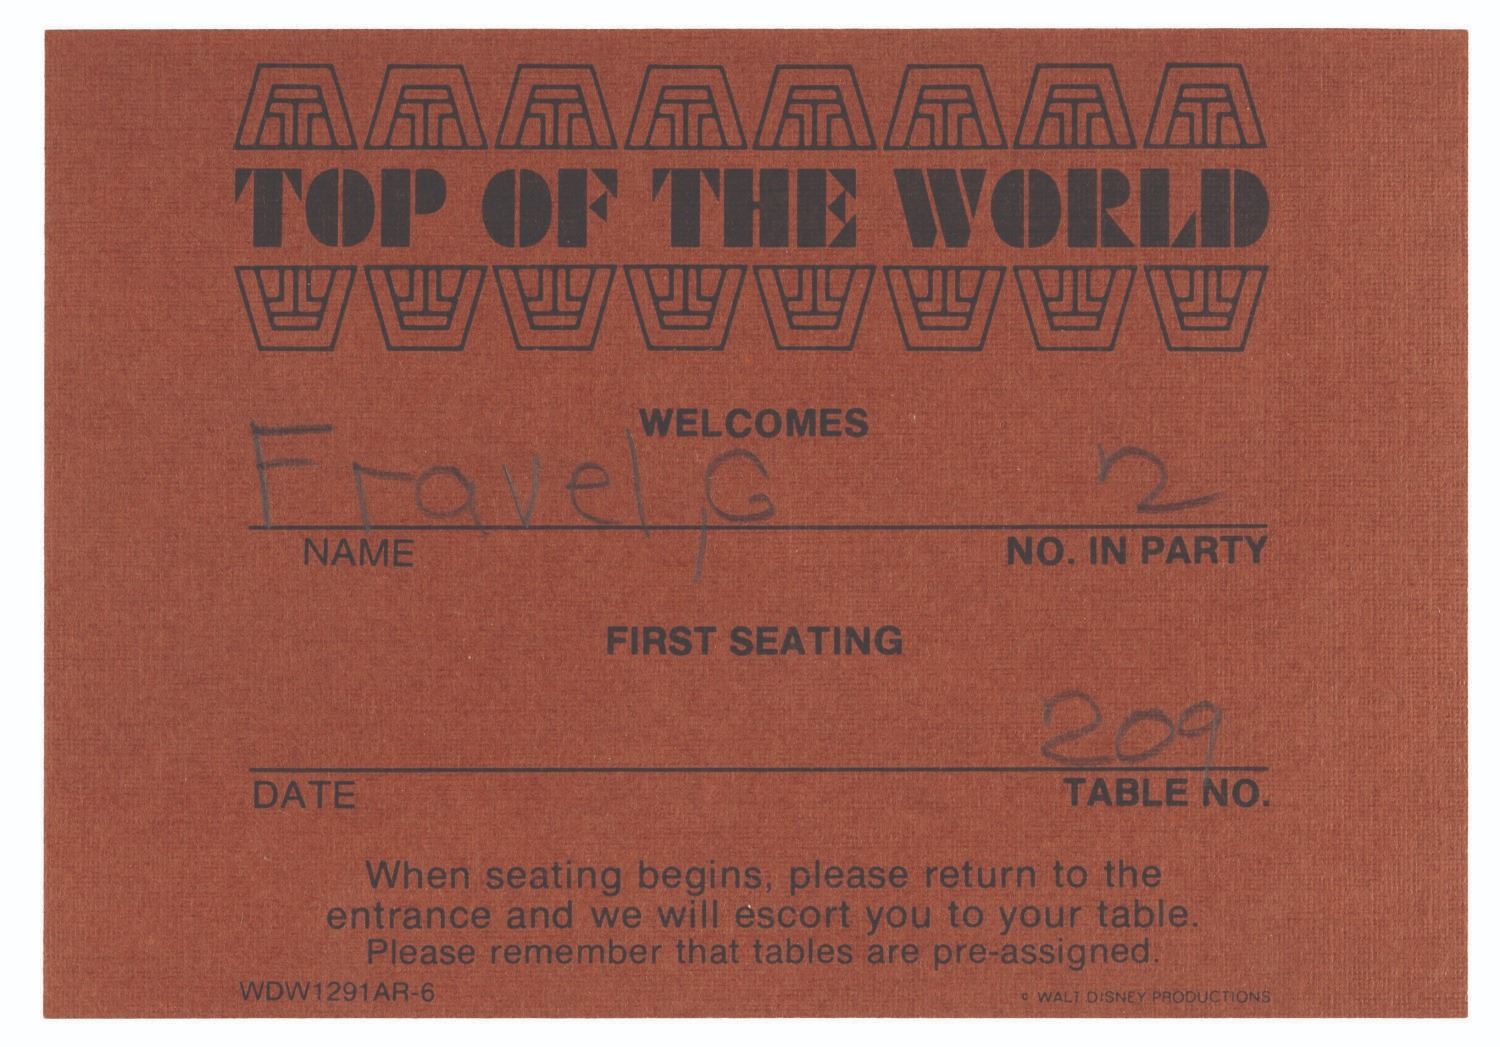 TOP OF THE WORLD
WELCOMES
Fravel, G 2
NAME NO. IN PARTY
FIRST SEATING
209
DATE TABLE NO.
When seating begins, please return to the
entrance and we will escort you to your table.
Please remember that tables are pre-assigned.
WDW1291AR-6 © WALT DISNEY PRODUCTIONS